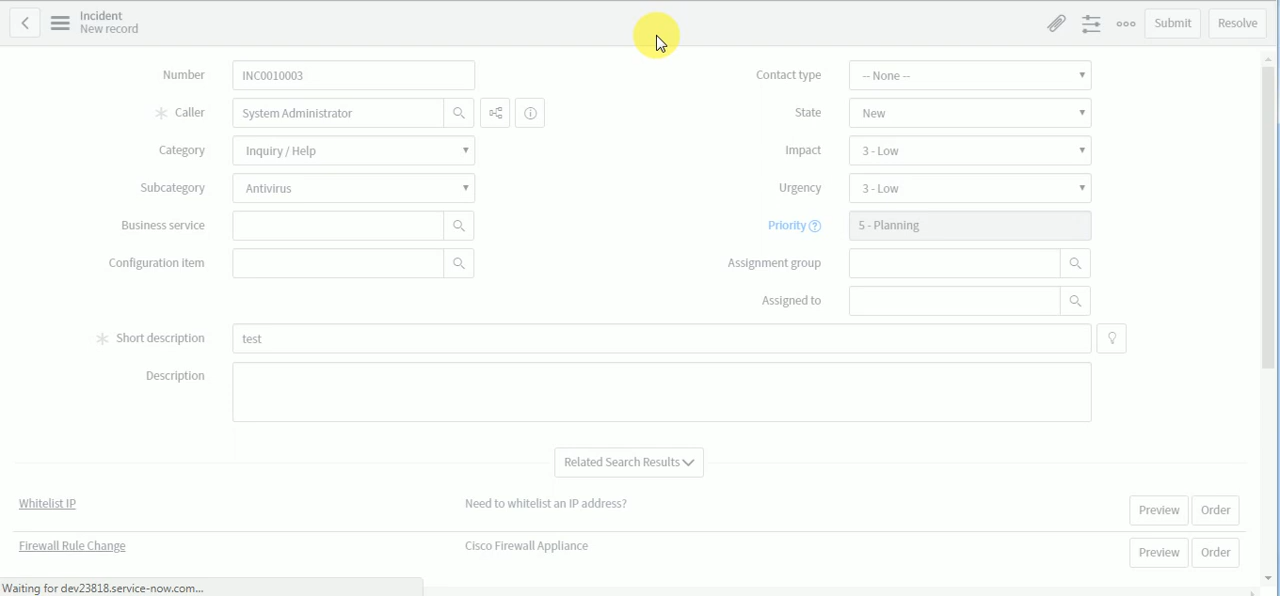 Incident
New record
Submit
Resolve
Number
INC0010003
Contact type
-- None --
Caller
System Administrator
State
New
Category
Inquiry / Help
Impact
3 - Low
Subcategory
Antivirus
Urgency
3 - Low
Business service
Priority
5 - Planning
Configuration item
Assignment group
Assigned to
Short description
test
Description
Related Search Results
Whitelist IP
Need to whitelist an IP address?
Preview
Order
Firewall Rule Change
Cisco Firewall Appliance
Preview
Order
Waiting for dev23818.service-now.com...